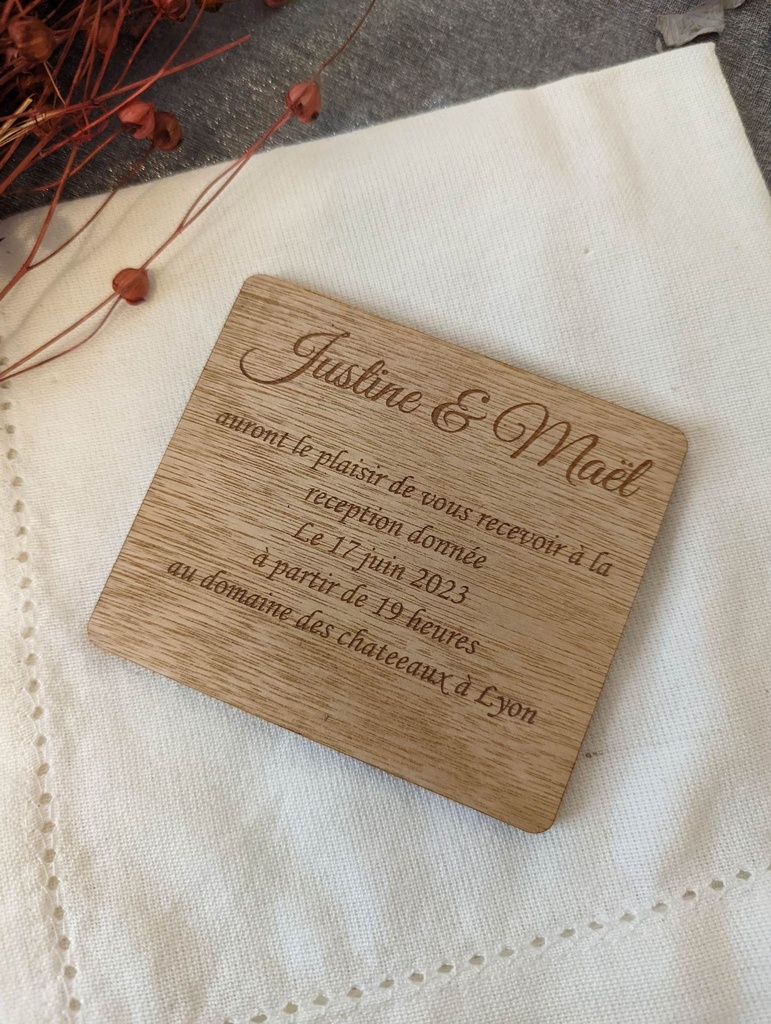 Justine & Maël
auront le plaisir de vous recevoir à la
reception donnée
Le 17 juin 2023
à partir de 19 heures
au domaine des chateeaux à Lyon